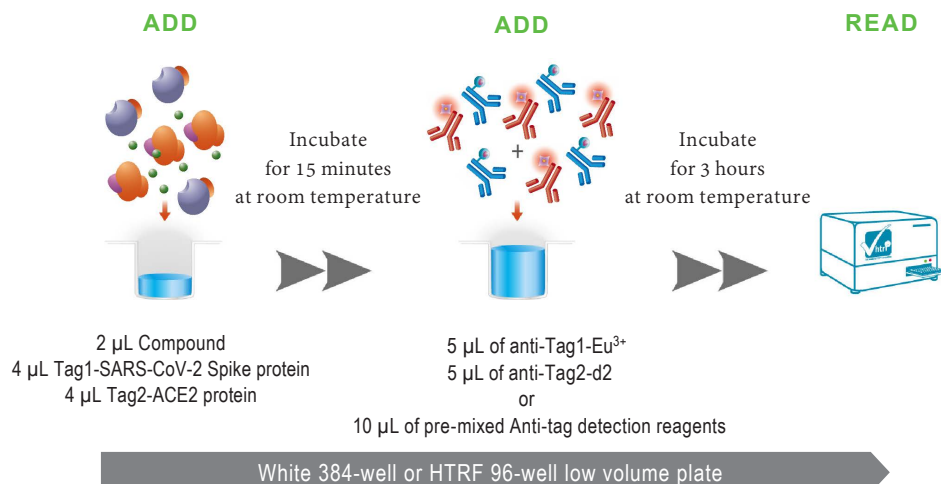 ADD
ADD
READ
Incubate
for 15 minutes
at room temperature
+
Incubate
for 3 hours
at room temperature
htrf
2 µL Compound
4 µL Tag1-SARS-CoV-2 Spike protein
4 µL Tag2-ACE2 protein
5 µL of anti-Tag1-Eu³⁺
5 µL of anti-Tag2-d2
or
10 µL of pre-mixed Anti-tag detection reagents
White 384-well or HTRF 96-well low volume plate